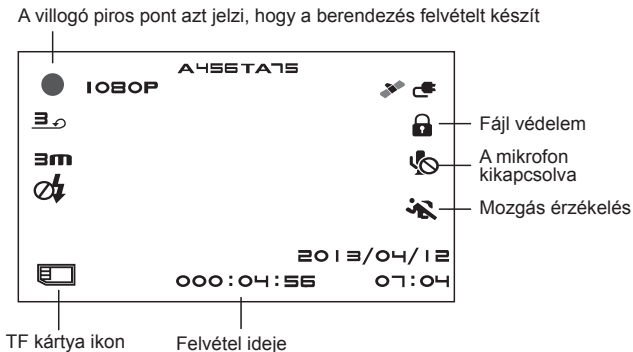 A villogó piros pont azt jelzi, hogy a berendezés felvételt készít
A456TA75
1080P
3
Fájl védelem
3m
A mikrofon
kikapcsolva
Mozgás érzékelés
2013/04/12
000:04:56
07:04
TF kártya ikon
Felvétel ideje